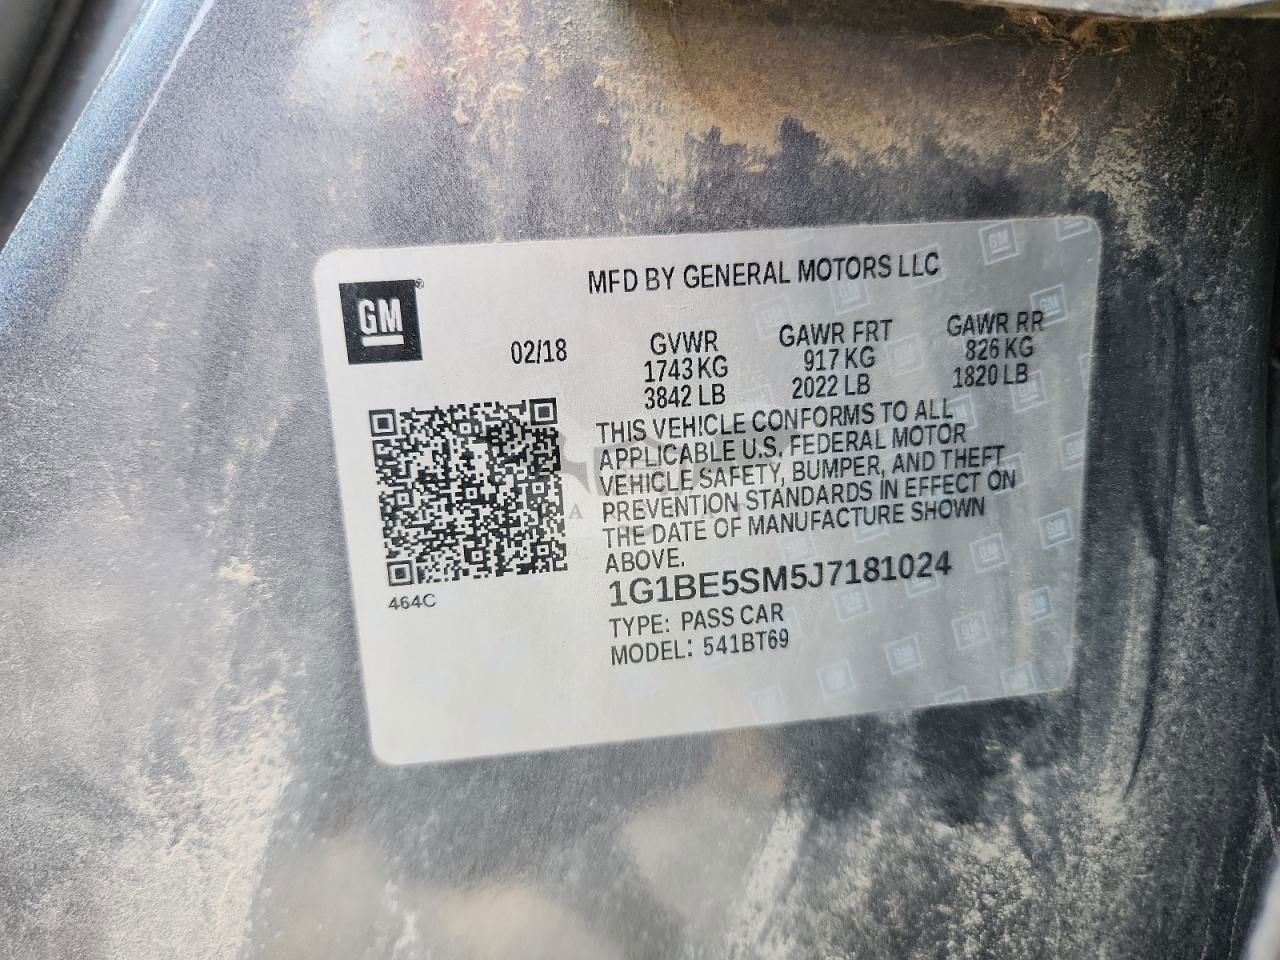 GM
MFD BY GENERAL MOTORS LLC
02/18
GVWR
1743 KG
3842 LB
GAWR FRT
917 KG
2022 LB
GAWR RR
826 KG
1820 LB
THIS VEHICLE CONFORMS TO ALL
APPLICABLE U.S. FEDERAL MOTOR
VEHICLE SAFETY, BUMPER, AND THEFT
PREVENTION STANDARDS IN EFFECT ON
THE DATE OF MANUFACTURE SHOWN
ABOVE.
464C
1G1BE5SM5J7181024
TYPE: PASS CAR
MODEL: 541BT69